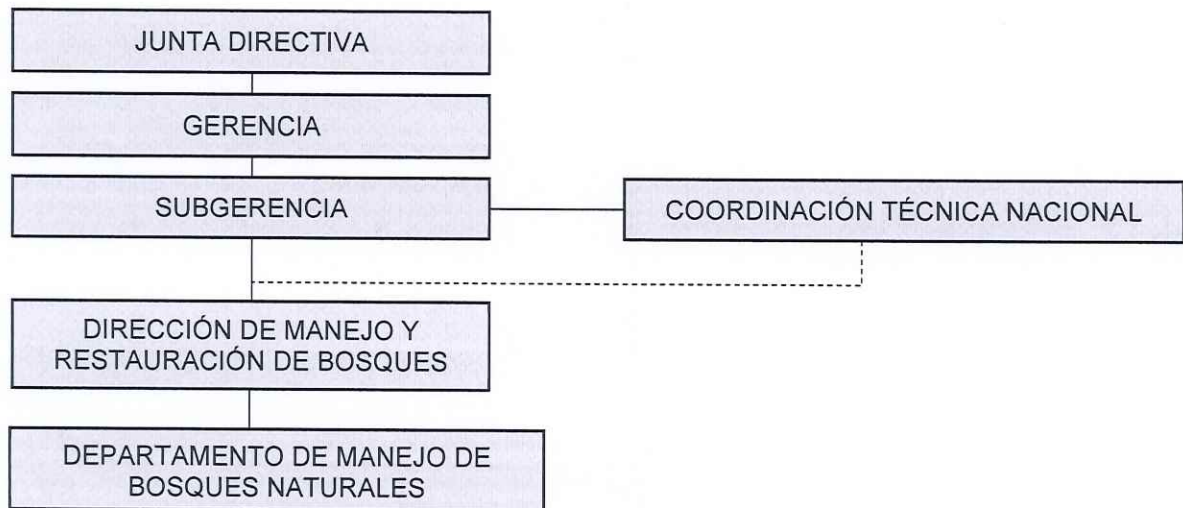 JUNTA DIRECTIVA
GERENCIA
SUBGERENCIA
COORDINACIÓN TÉCNICA NACIONAL
DIRECCIÓN DE MANEJO Y
RESTAURACIÓN DE BOSQUES
DEPARTAMENTO DE MANEJO DE
BOSQUES NATURALES